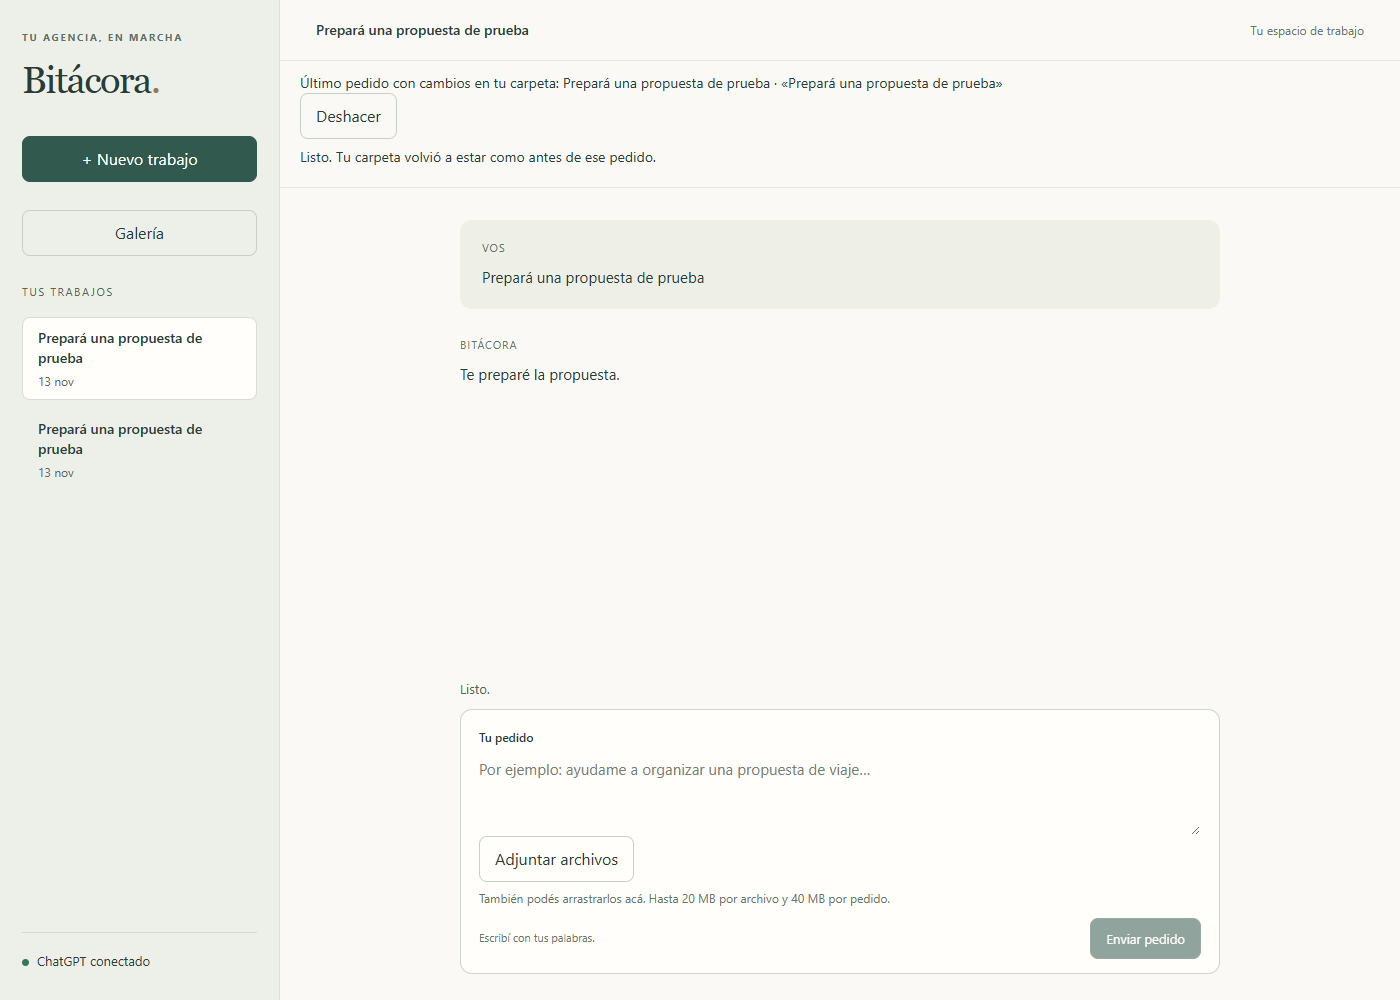 TU AGENCIA, EN MARCHA
Bitácora.
+ Nuevo trabajo
Galería
TUS TRABAJOS
Prepará una propuesta de
prueba
13 nov
Prepará una propuesta de
prueba
13 nov
ChatGPT conectado
Prepará una propuesta de prueba
Tu espacio de trabajo
Último pedido con cambios en tu carpeta: Prepará una propuesta de prueba · «Prepará una propuesta de prueba»
Deshacer
Listo. Tu carpeta volvió a estar como antes de ese pedido.
VOS
Prepará una propuesta de prueba
BITÁCORA
Te preparé la propuesta.
Listo.
Tu pedido
Por ejemplo: ayudame a organizar una propuesta de viaje...
Adjuntar archivos
También podés arrastrarlos acá. Hasta 20 MB por archivo y 40 MB por pedido.
Escribí con tus palabras.
Enviar pedido